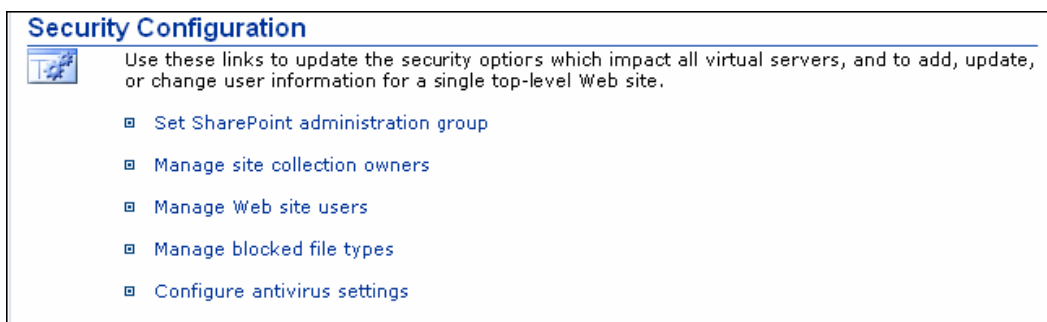 Security Configuration
Use these links to update the security options which impact all virtual servers, and to add, update,
or change user information for a single top-level Web site.
Set SharePoint administration group
Manage site collection owners
Manage Web site users
Manage blocked file types
Configure antivirus settings